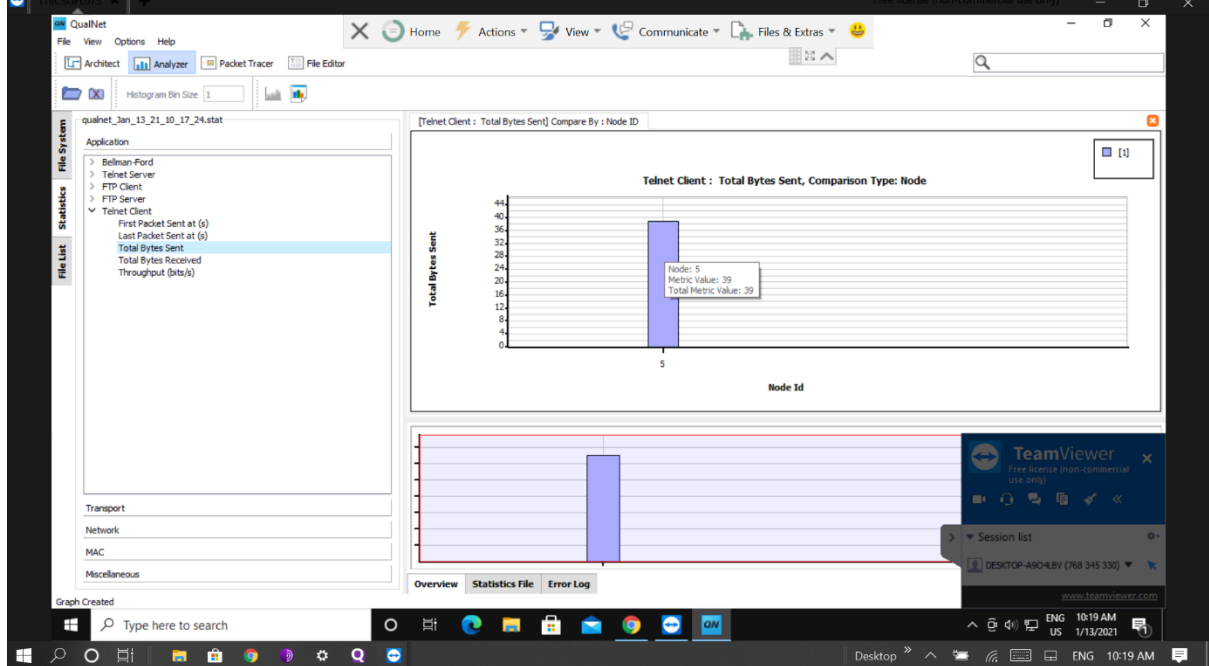 Free license (non-commercial use only)
QualNet
Home Actions View Communicate Files & Extras
File View Options Help
Architect Analyzer Packet Tracer File Editor
Histogram Bin Size 1
File System
Statistics
File List
qualnet_Jan_13_21_10_17_24.stat
Application
Bellman-Ford
Telnet Server
FTP Client
FTP Server
Telnet Client
First Packet Sent at (s)
Last Packet Sent at (s)
Total Bytes Sent
Total Bytes Received
Throughput (bits/s)
Transport
Network
MAC
Miscellaneous
Graph Created
[Telnet Client : Total Bytes Sent] Compare By : Node ID
[1]
Telnet Client : Total Bytes Sent, Comparison Type: Node
Total Bytes Sent
44
40
36
32
28
24
20
16
12
8
4
0
Node: 5
Metric Value: 39
Total Metric Value: 39
5
Node Id
Overview Statistics File Error Log
TeamViewer
Free license (non-commercial
use only)
Session list
DESKTOP-A9O4LBV (768 345 330)
www.teamviewer.com
Type here to search
QN
ENG
US
10:19 AM
1/13/2021
Desktop
ENG 10:19 AM